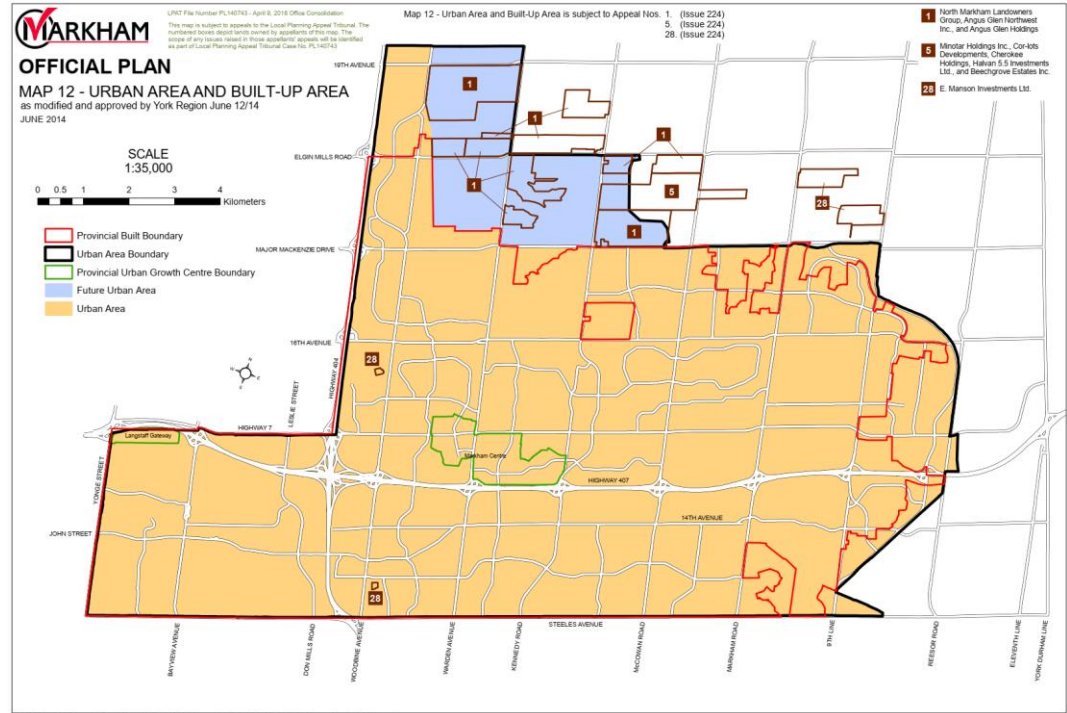 MARKHAM
LPAT File Number PL140743 - April 9, 2018 Office Consolidation
This map is subject to appeals to the Local Planning Appeal Tribunal. The
numbered boxes depict lands owned by appellants of this map. The
scope of any issues raised in those appellants' appeals will be identified
as part of Local Planning Appeal Tribunal Case No. PL140743
Map 12 - Urban Area and Built-Up Area is subject to Appeal Nos. 1. (Issue 224)
5. (Issue 224)
28. (Issue 224)
1 North Markham Landowners
Group, Angus Glen Northwest
Inc., and Angus Glen Holdings
5 Minotar Holdings Inc., Cor-lots
Developments, Cherokee
Holdings, Halvan 5.5 Investments
Ltd., and Beechgrove Estates Inc.
28 E. Manson Investments Ltd.
OFFICIAL PLAN
MAP 12 - URBAN AREA AND BUILT-UP AREA
as modified and approved by York Region June 12/14
JUNE 2014
SCALE
1:35,000
0 0.5 1 2 3 4
Kilometers
Provincial Built Boundary
Urban Area Boundary
Provincial Urban Growth Centre Boundary
Future Urban Area
Urban Area
19TH AVENUE
1
1
1
ELGIN MILLS ROAD
1
5
28
1
MAJOR MACKENZIE DRIVE
16TH AVENUE
28
HIGHWAY 404
LESLIE STREET
HIGHWAY 7
Langstaff Gateway
Markham Centre
HIGHWAY 407
YONGE STREET
14TH AVENUE
JOHN STREET
28
STEELES AVENUE
BAYVIEW AVENUE
DON MILLS ROAD
WOODBINE AVENUE
WARDEN AVENUE
KENNEDY ROAD
McCOWAN ROAD
MARKHAM ROAD
9TH LINE
REESOR ROAD
ELEVENTH LINE
YORK DURHAM LINE